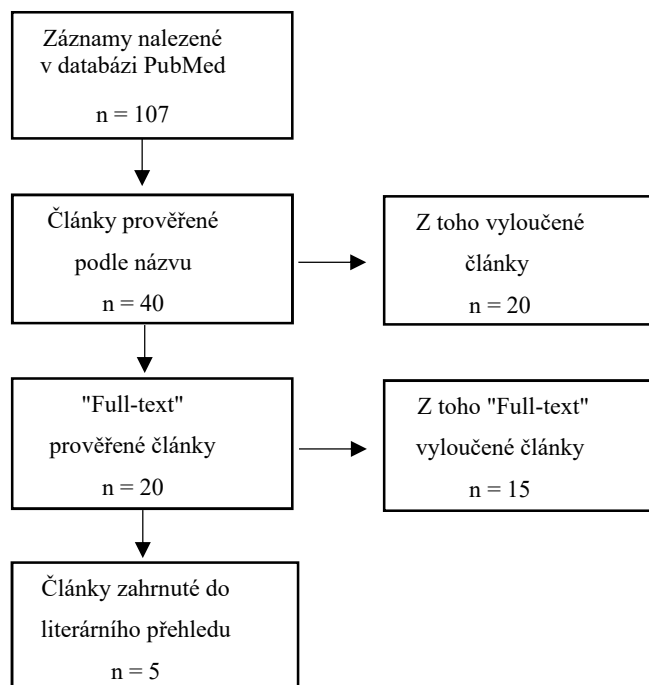 Záznamy nalezené
v databázi PubMed
n = 107
Články prověřené
podle názvu
n = 40
Z toho vyloučené
články
n = 20
"Full-text"
prověřené články
n = 20
Z toho "Full-text"
vyloučené články
n = 15
Články zahrnuté do
literárního přehledu
n = 5